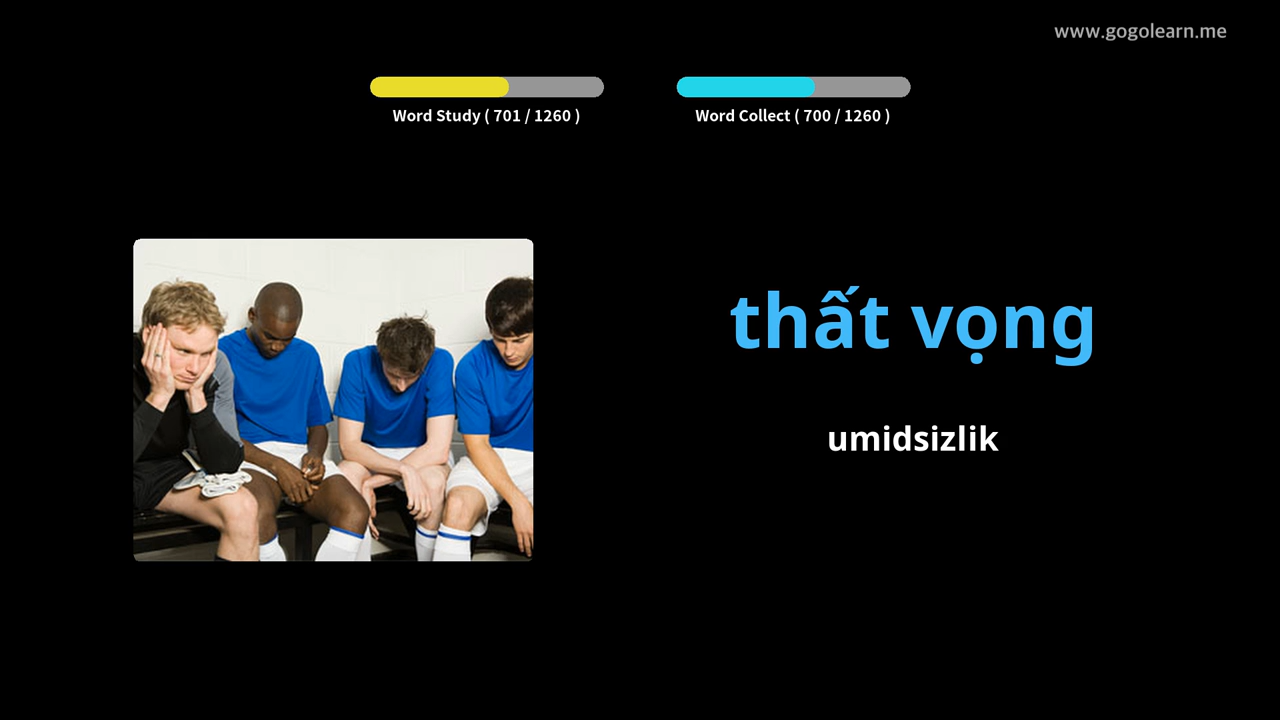 www.gogolearn.me
Word Study ( 701 / 1260 )
Word Collect ( 700 / 1260 )
thất vọng
umidsizlik